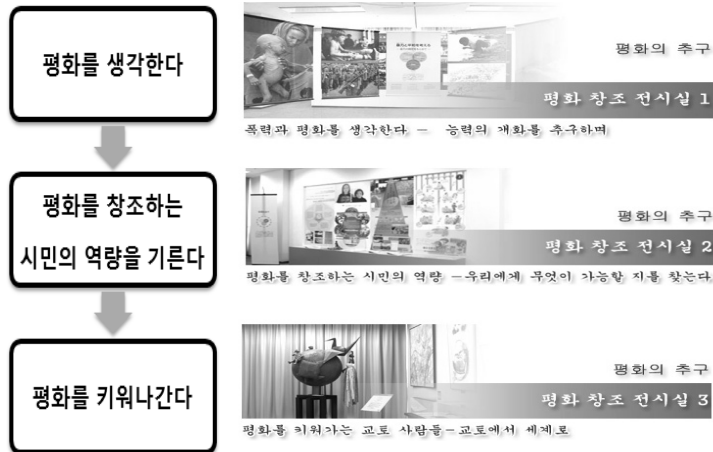 평화를 생각한다
평화의 추구
평화 창조 전시실 1
폭력과 평화를 생각한다 - 능력의 개화를 추구하며
평화를 창조하는
시민의 역량을 기른다
평화의 추구
평화 창조 전시실 2
평화를 창조하는 시민의 역량 -우리에게 무엇이 가능할 지를 찾는다
평화를 키워나간다
평화의 추구
평화 창조 전시실 3
평화를 키워가는 교토 사람들-교토에서 세계로